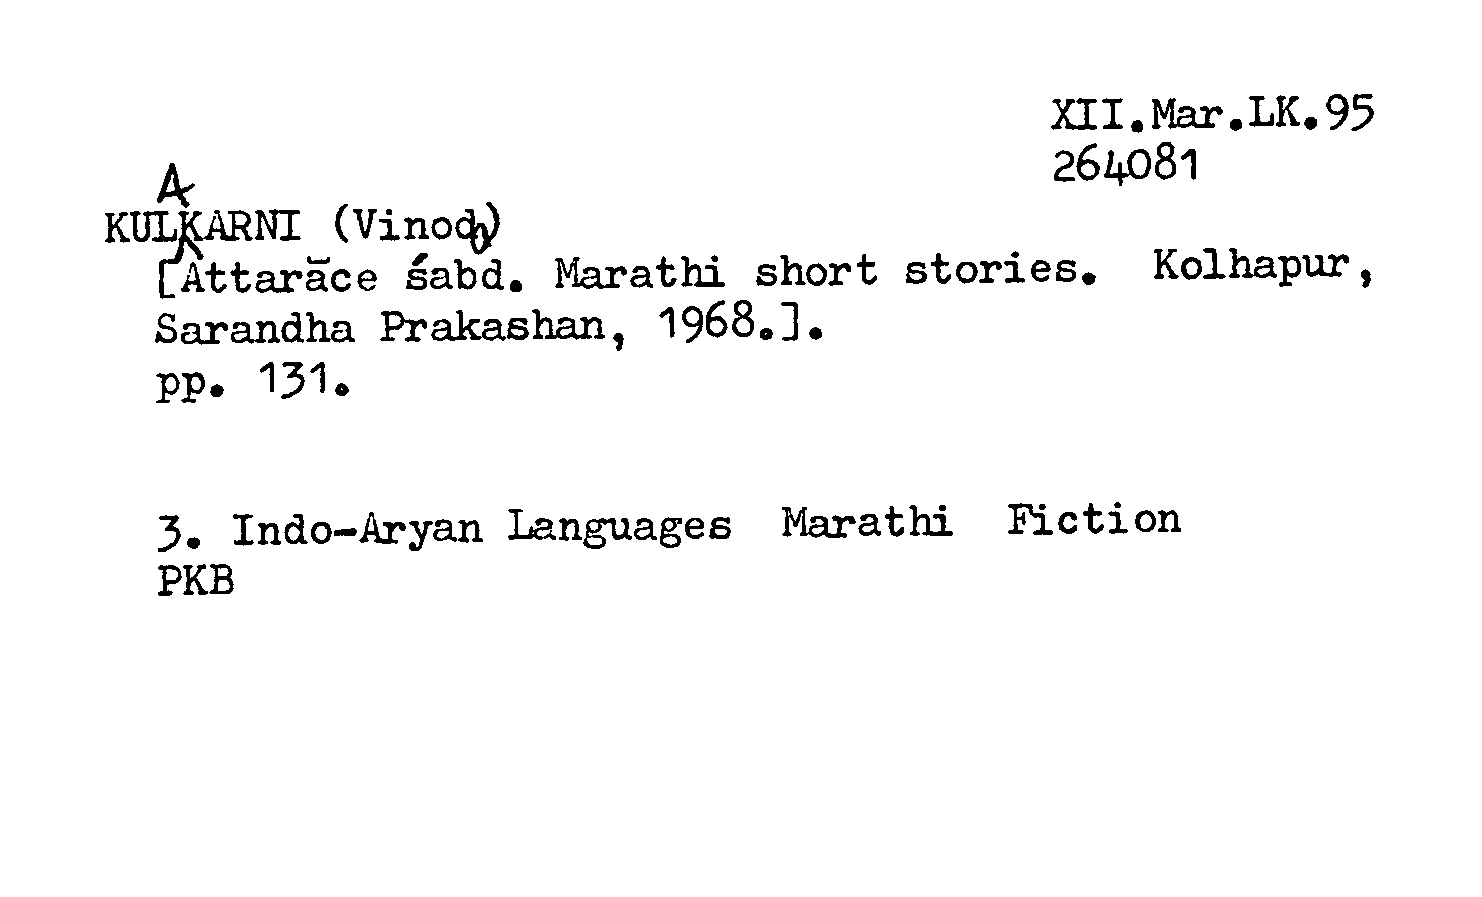 XII.Mar.LK.95
264081
A
KULKARNI (Vinod)
[Attarāce śabd. Marathi short stories. Kolhapur,
Sarandha Prakashan, 1968.].
pp. 131.
3. Indo-Aryan Languages Marathi Fiction
PKB